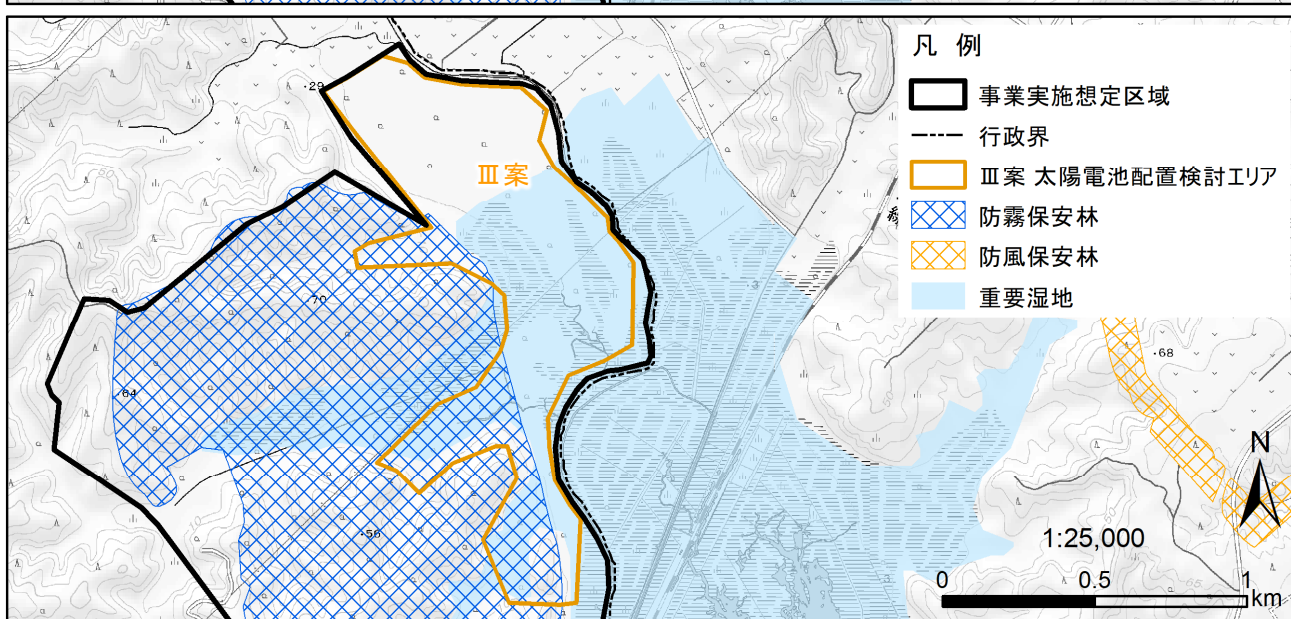 凡 例
事業実施想定区域
行政界
Ⅲ案 太陽電池配置検討エリア
防霧保安林
防風保安林
重要湿地
Ⅲ案
・29
70
64
・56
3
・68
N
1:25,000
0 0.5 1
km